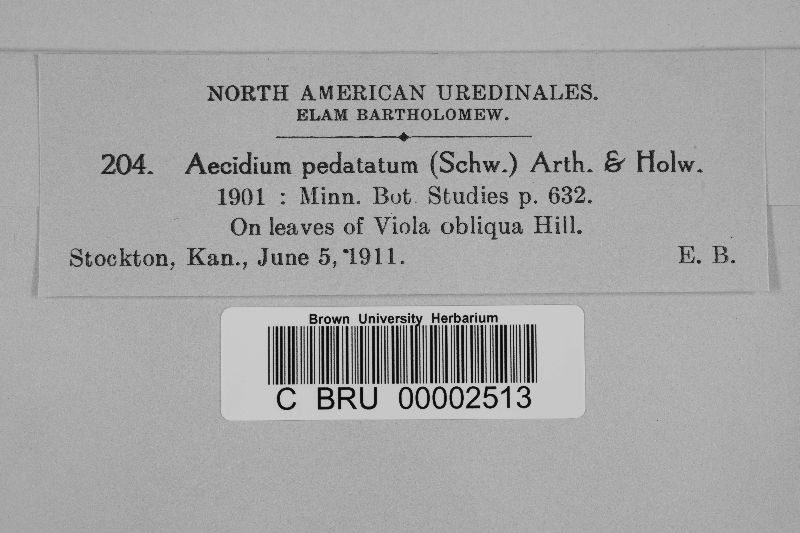 NORTH AMERICAN UREDINALES.
ELAM BARTHOLOMEW.
204. Aecidium pedatatum (Schw.) Arth. & Holw.
1901 : Minn. Bot. Studies p. 632.
On leaves of Viola obliqua Hill.
Stockton, Kan., June 5, 1911. E. B.
Brown University Herbarium
C BRU 00002513